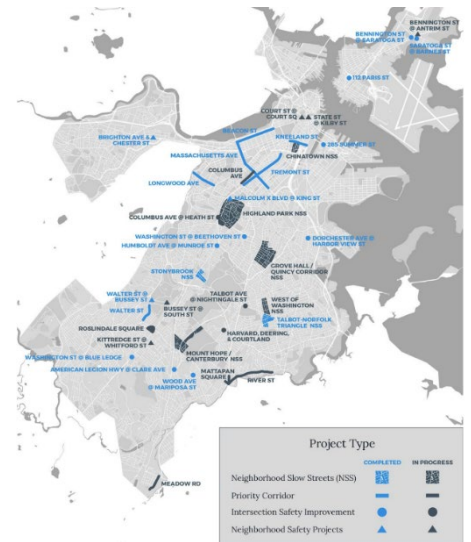 BENNINGTON ST
@ ANTRIM ST
BENNINGTON ST
@ SARATOGA ST
SARATOGA ST
112 PARIS ST
COURT ST @
COURT SQ
STATE ST
@ KILBY ST
BEACON ST
KNEELAND ST
285 SUMMER ST
BRIGHTON AVE &
CHESTER ST
CHINATOWN NSS
MASSACHUSETTS AVE
COLUMBUS
AVE
TREMONT ST
LONGWOOD AVE
MALCOLM X BLVD @ KING ST
HIGHLAND PARK NSS
COLUMBUS AVE @ HEATH ST
WASHINGTON ST @ BEETHOVEN ST
DORCHESTER AVE @
HARBOR VIEW ST
HUMBOLDT AVE @ MUNROE ST
GROVE HALL /
QUINCY CORRIDOR
NSS
STONYBROOK
NSS
WALTER ST @
BUSSEY ST
TALBOT AVE
@ NIGHTINGALE ST
WEST OF
WASHINGTON
NSS
WALTER ST
BUSSEY ST @
SOUTH ST
TALBOT-NORFOLK
TRIANGLE NSS
ROSLINDALE SQUARE
HARVARD, DEERING,
& COURTLAND
KITTREDGE ST @
WHITFORD ST
MOUNT HOPE /
CANTERBURY NSS
WASHINGTON ST @ BLUE LEDGE
MATTAPAN
SQUARE
AMERICAN LEGION HWY @ CLARE AVE
RIVER ST
WOOD AVE
@ MARIPOSA ST
MEADOW RD
Project Type
COMPLETED IN PROGRESS
Neighborhood Slow Streets (NSS)
Priority Corridor
Intersection Safety Improvement
Neighborhood Safety Projects